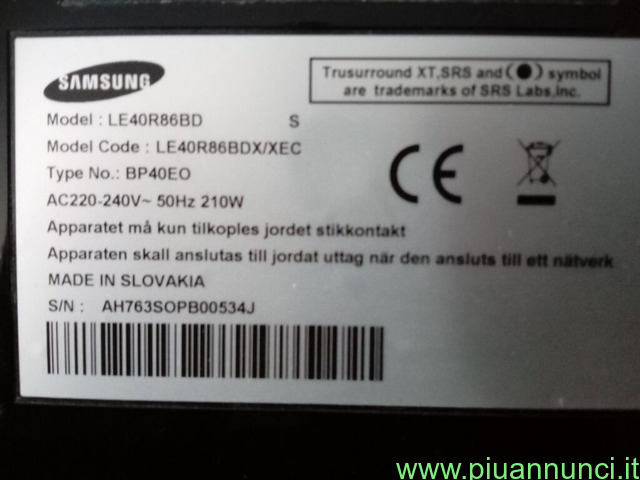 SAMSUNG
Trusurround XT,SRS and (●) symbol
are trademarks of SRS Labs,Inc.
Model : LE40R86BD S
Model Code : LE40R86BDX/XEC
Type No.: BP40EO
AC220-240V~ 50Hz 210W
Apparatet må kun tilkoples jordet stikkontakt
Apparaten skall anslutas till jordat uttag när den ansluts till ett nätverk
MADE IN SLOVAKIA
S/N : AH763SOPB00534J
CE
www.piuannunci.it